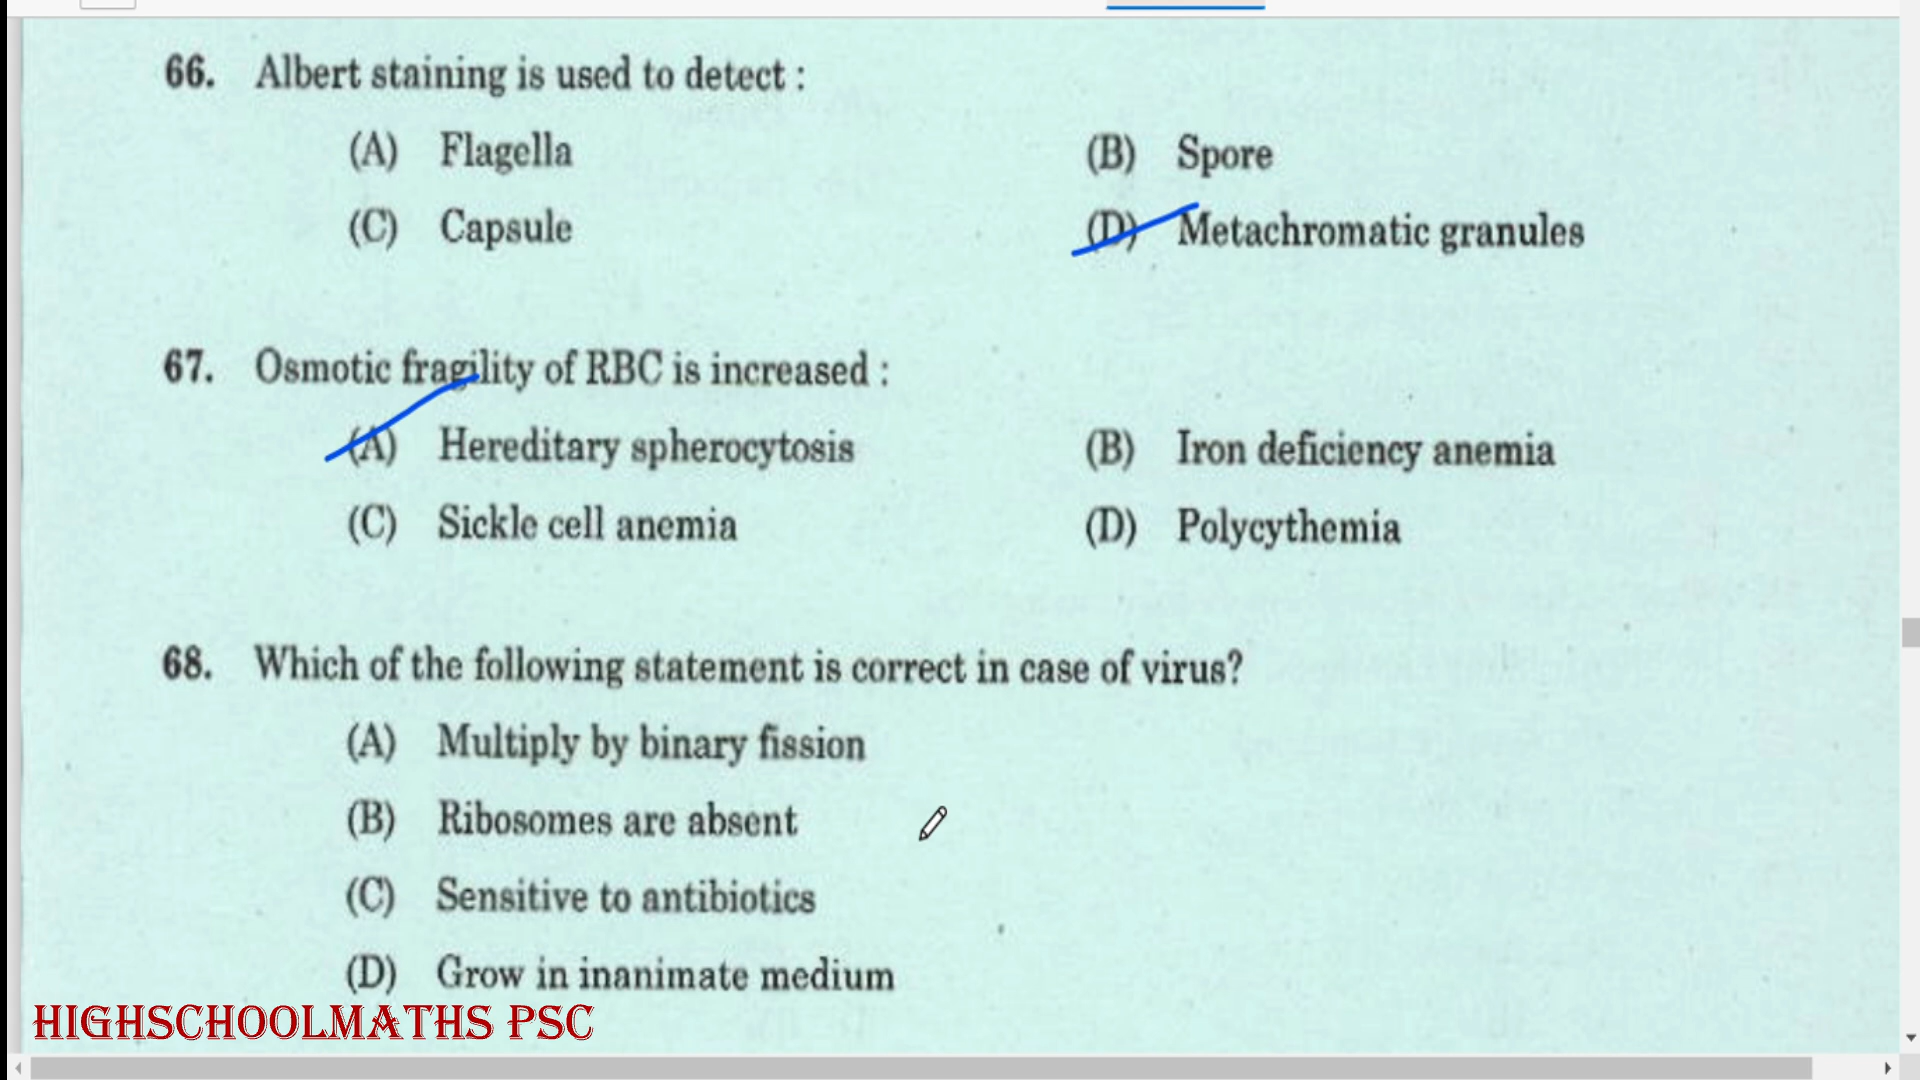 66. Albert staining is used to detect :
(A) Flagella (B) Spore
(C) Capsule (D) Metachromatic granules
67. Osmotic fragility of RBC is increased :
(A) Hereditary spherocytosis (B) Iron deficiency anemia
(C) Sickle cell anemia (D) Polycythemia
68. Which of the following statement is correct in case of virus?
(A) Multiply by binary fission
(B) Ribosomes are absent
(C) Sensitive to antibiotics
(D) Grow in inanimate medium
HIGHSCHOOLMATHS PSC